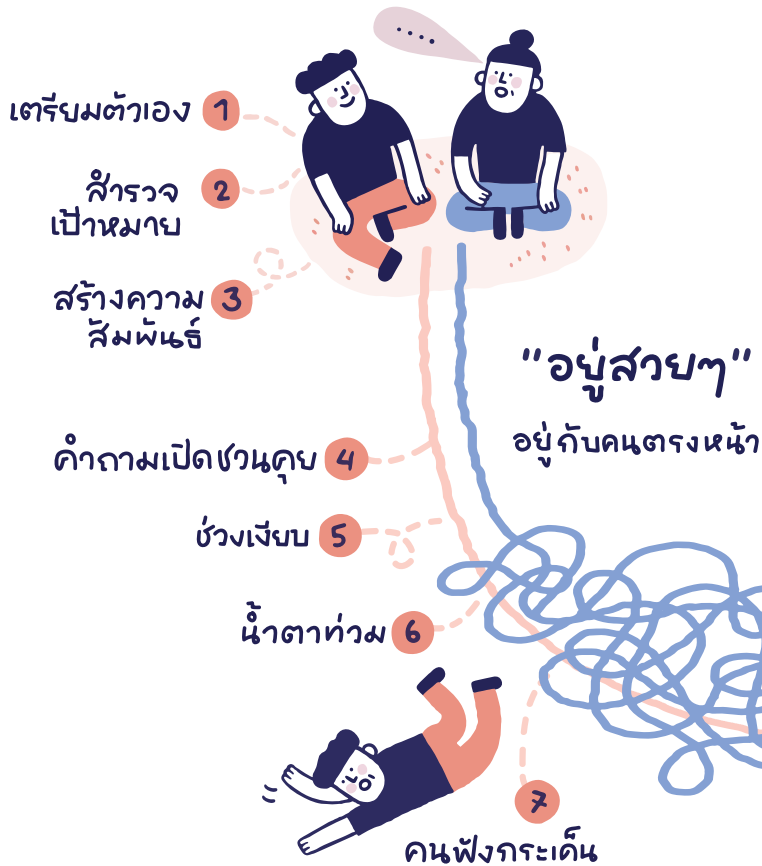 ....
เตรียมตัวเอง 1
สำรวจ 2
เป้าหมาย
สร้างความ 3
สัมพันธ์
"อยู่สวยๆ"
อยู่กับคนตรงหน้า
คำถามเปิดชวนคุย 4
ช่วงเงียบ 5
น้ำตาท่วม 6
7
คนฟังกระเด็น